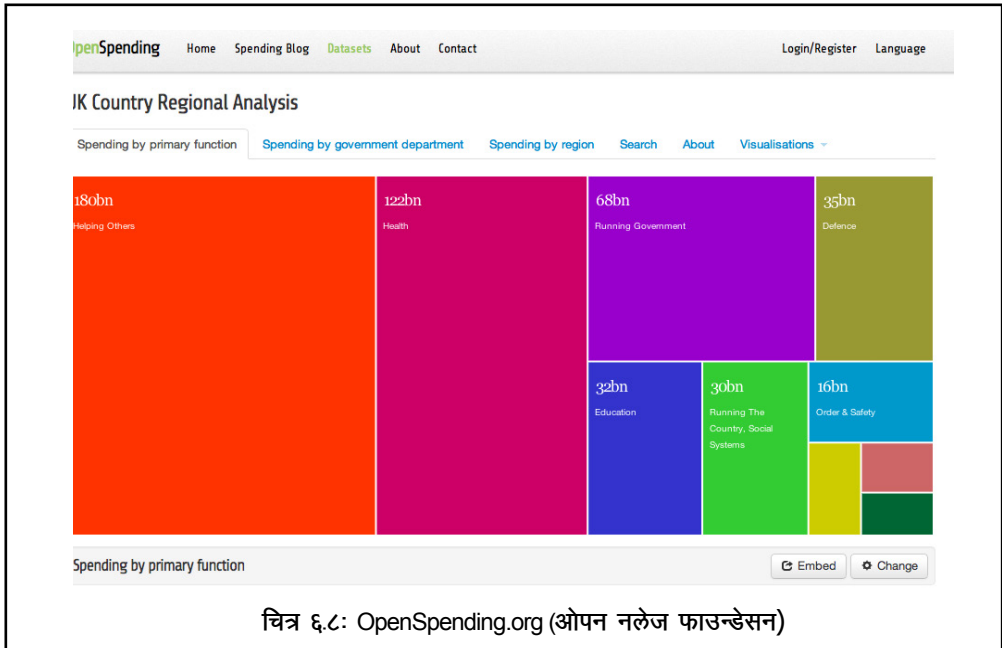 OpenSpending Home Spending Blog Datasets About Contact Login/Register Language
UK Country Regional Analysis
Spending by primary function Spending by government department Spending by region Search About Visualisations
180bn
Helping Others
122bn
Health
68bn
Running Government
35bn
Defence
32bn
Education
30bn
Running The
Country, Social
Systems
16bn
Order & Safety
Spending by primary function Embed Change
चित्र ६.८: OpenSpending.org (ओपन नलेज फाउन्डेसन)